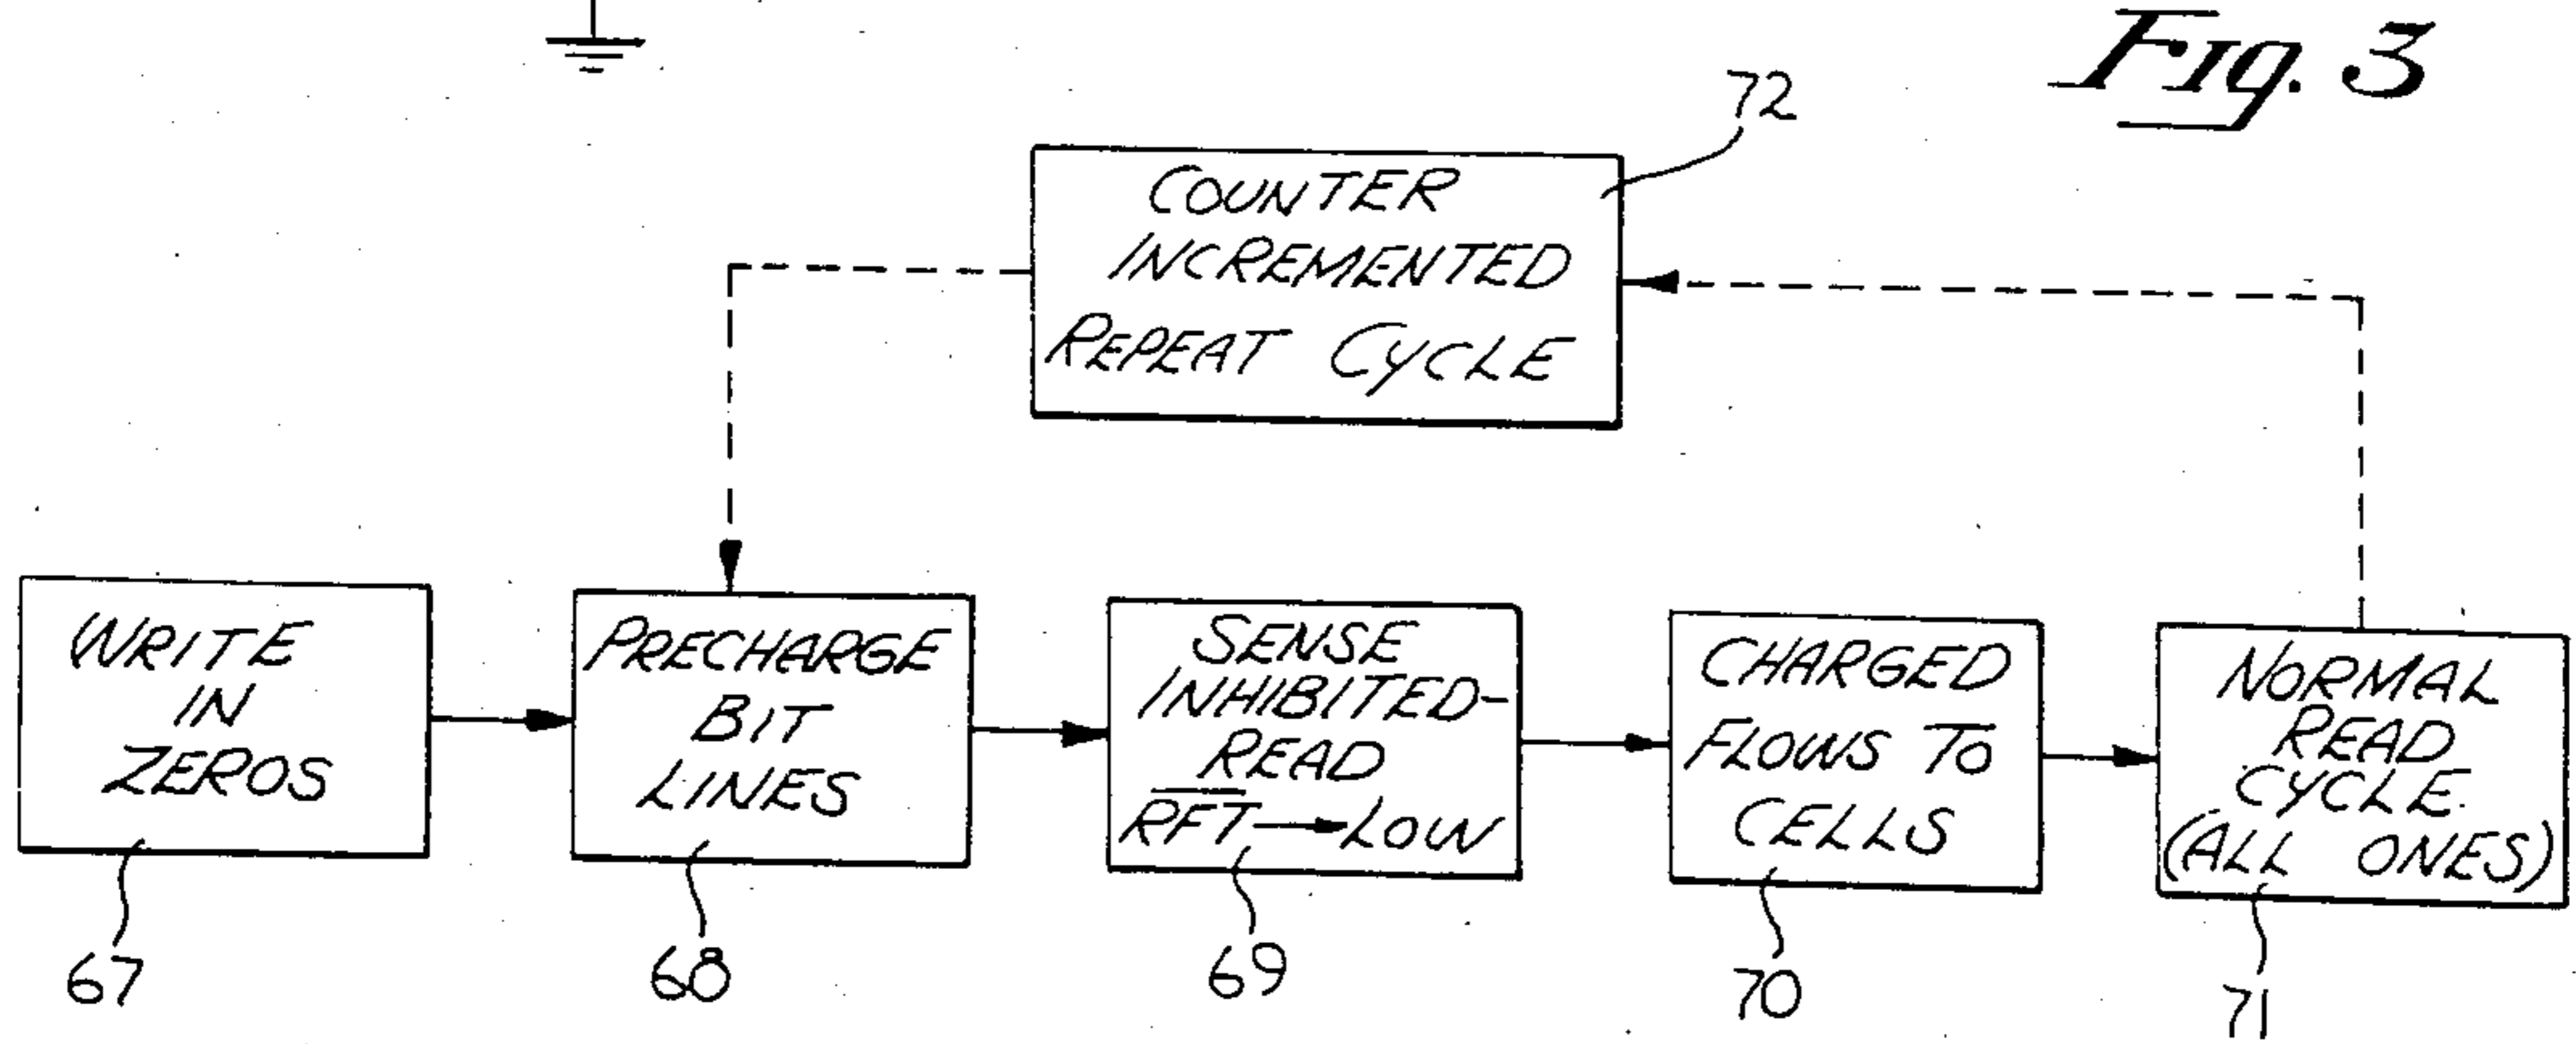 Fig. 3
72
COUNTER
INCREMENTED
REPEAT CYCLE
WRITE
IN
ZEROS
PRECHARGE
BIT
LINES
SENSE
INHIBITED-
READ
R̅F̅T̅→LOW
CHARGED
FLOWS TO
CELLS
NORMAL
READ
CYCLE
(ALL ONES)
67
68
69
70
71